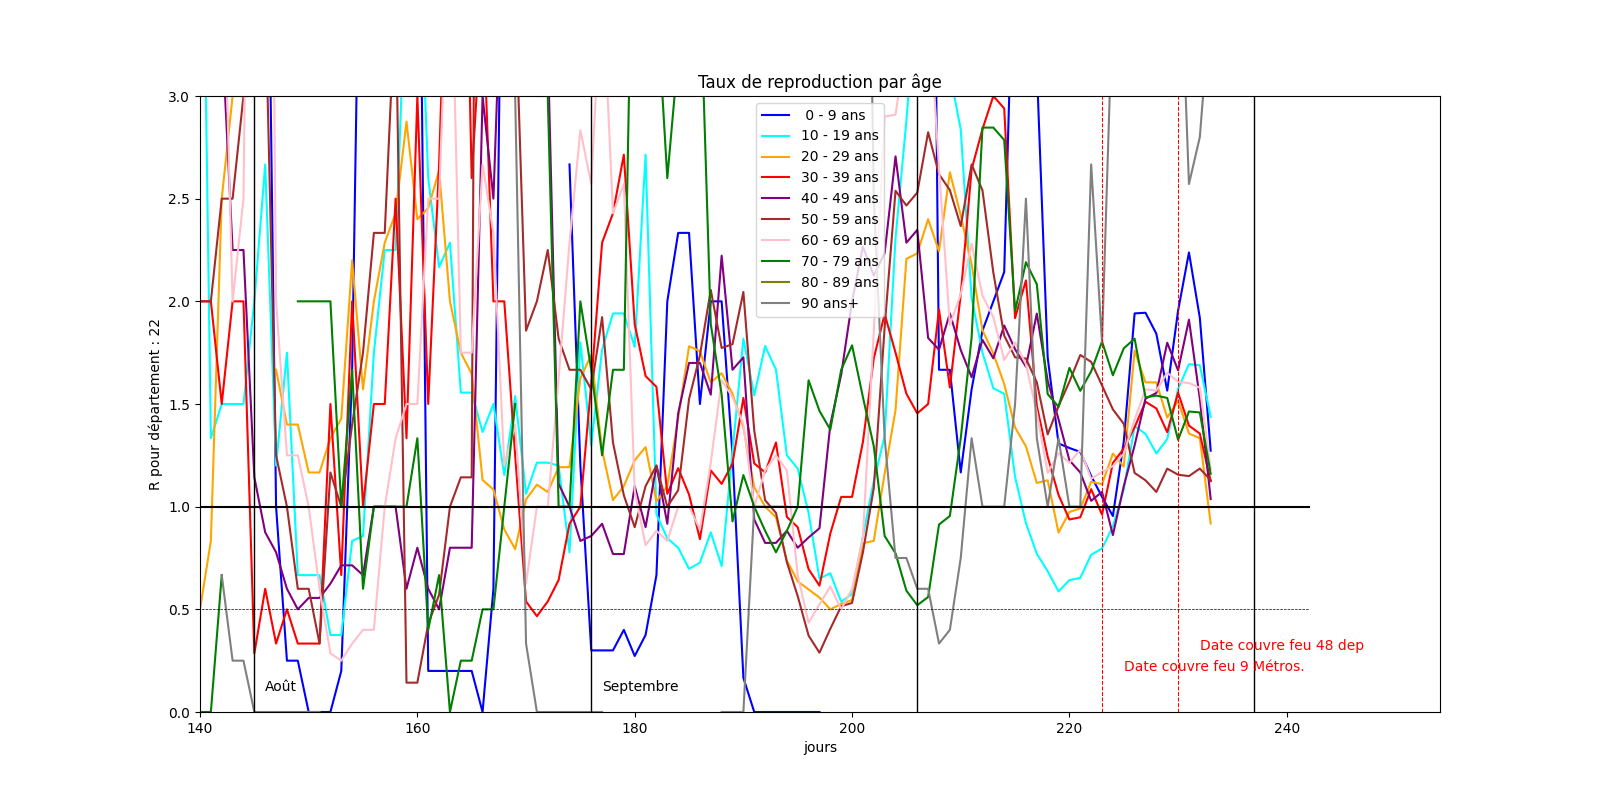 Taux de reproduction par âge
R pour département : 22
3.0
2.5
2.0
1.5
1.0
0.5
0.0
0 - 9 ans
10 - 19 ans
20 - 29 ans
30 - 39 ans
40 - 49 ans
50 - 59 ans
60 - 69 ans
70 - 79 ans
80 - 89 ans
90 ans+
Date couvre feu 48 dep
Date couvre feu 9 Métros.
Août
Septembre
140
160
180
200
220
240
jours